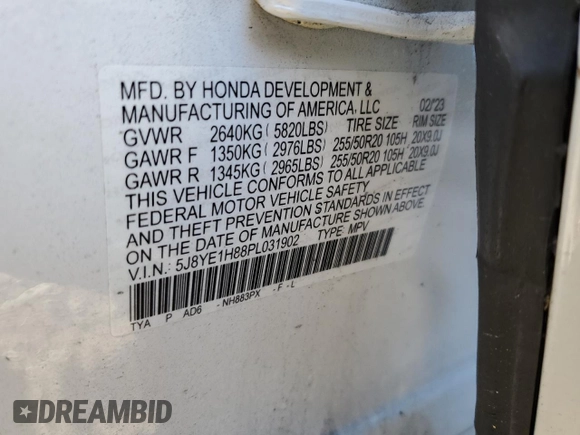 MFD. BY HONDA DEVELOPMENT &
MANUFACTURING OF AMERICA, LLC 02/'23
GVWR 2640KG (5820LBS) TIRE SIZE RIM SIZE
GAWR F 1350KG (2976LBS) 255/50R20 105H 20X9.0J
GAWR R 1345KG (2965LBS) 255/50R20 105H 20X9.0J
THIS VEHICLE CONFORMS TO ALL APPLICABLE
FEDERAL MOTOR VEHICLE SAFETY
AND THEFT PREVENTION STANDARDS IN EFFECT
ON THE DATE OF MANUFACTURE SHOWN ABOVE.
V.I.N.: 5J8YE1H88PL031902 TYPE: MPV
TYA P AD6 - NH883PX - F - L
DREAMBID